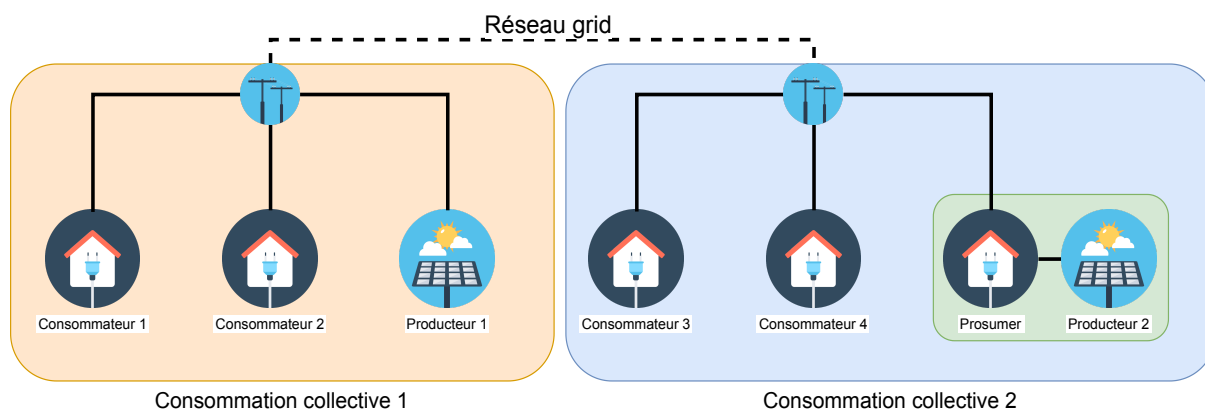 Réseau grid
Consommateur 1
Consommateur 2
Producteur 1
Consommateur 3
Consommateur 4
Prosumer
Producteur 2
Consommation collective 1
Consommation collective 2